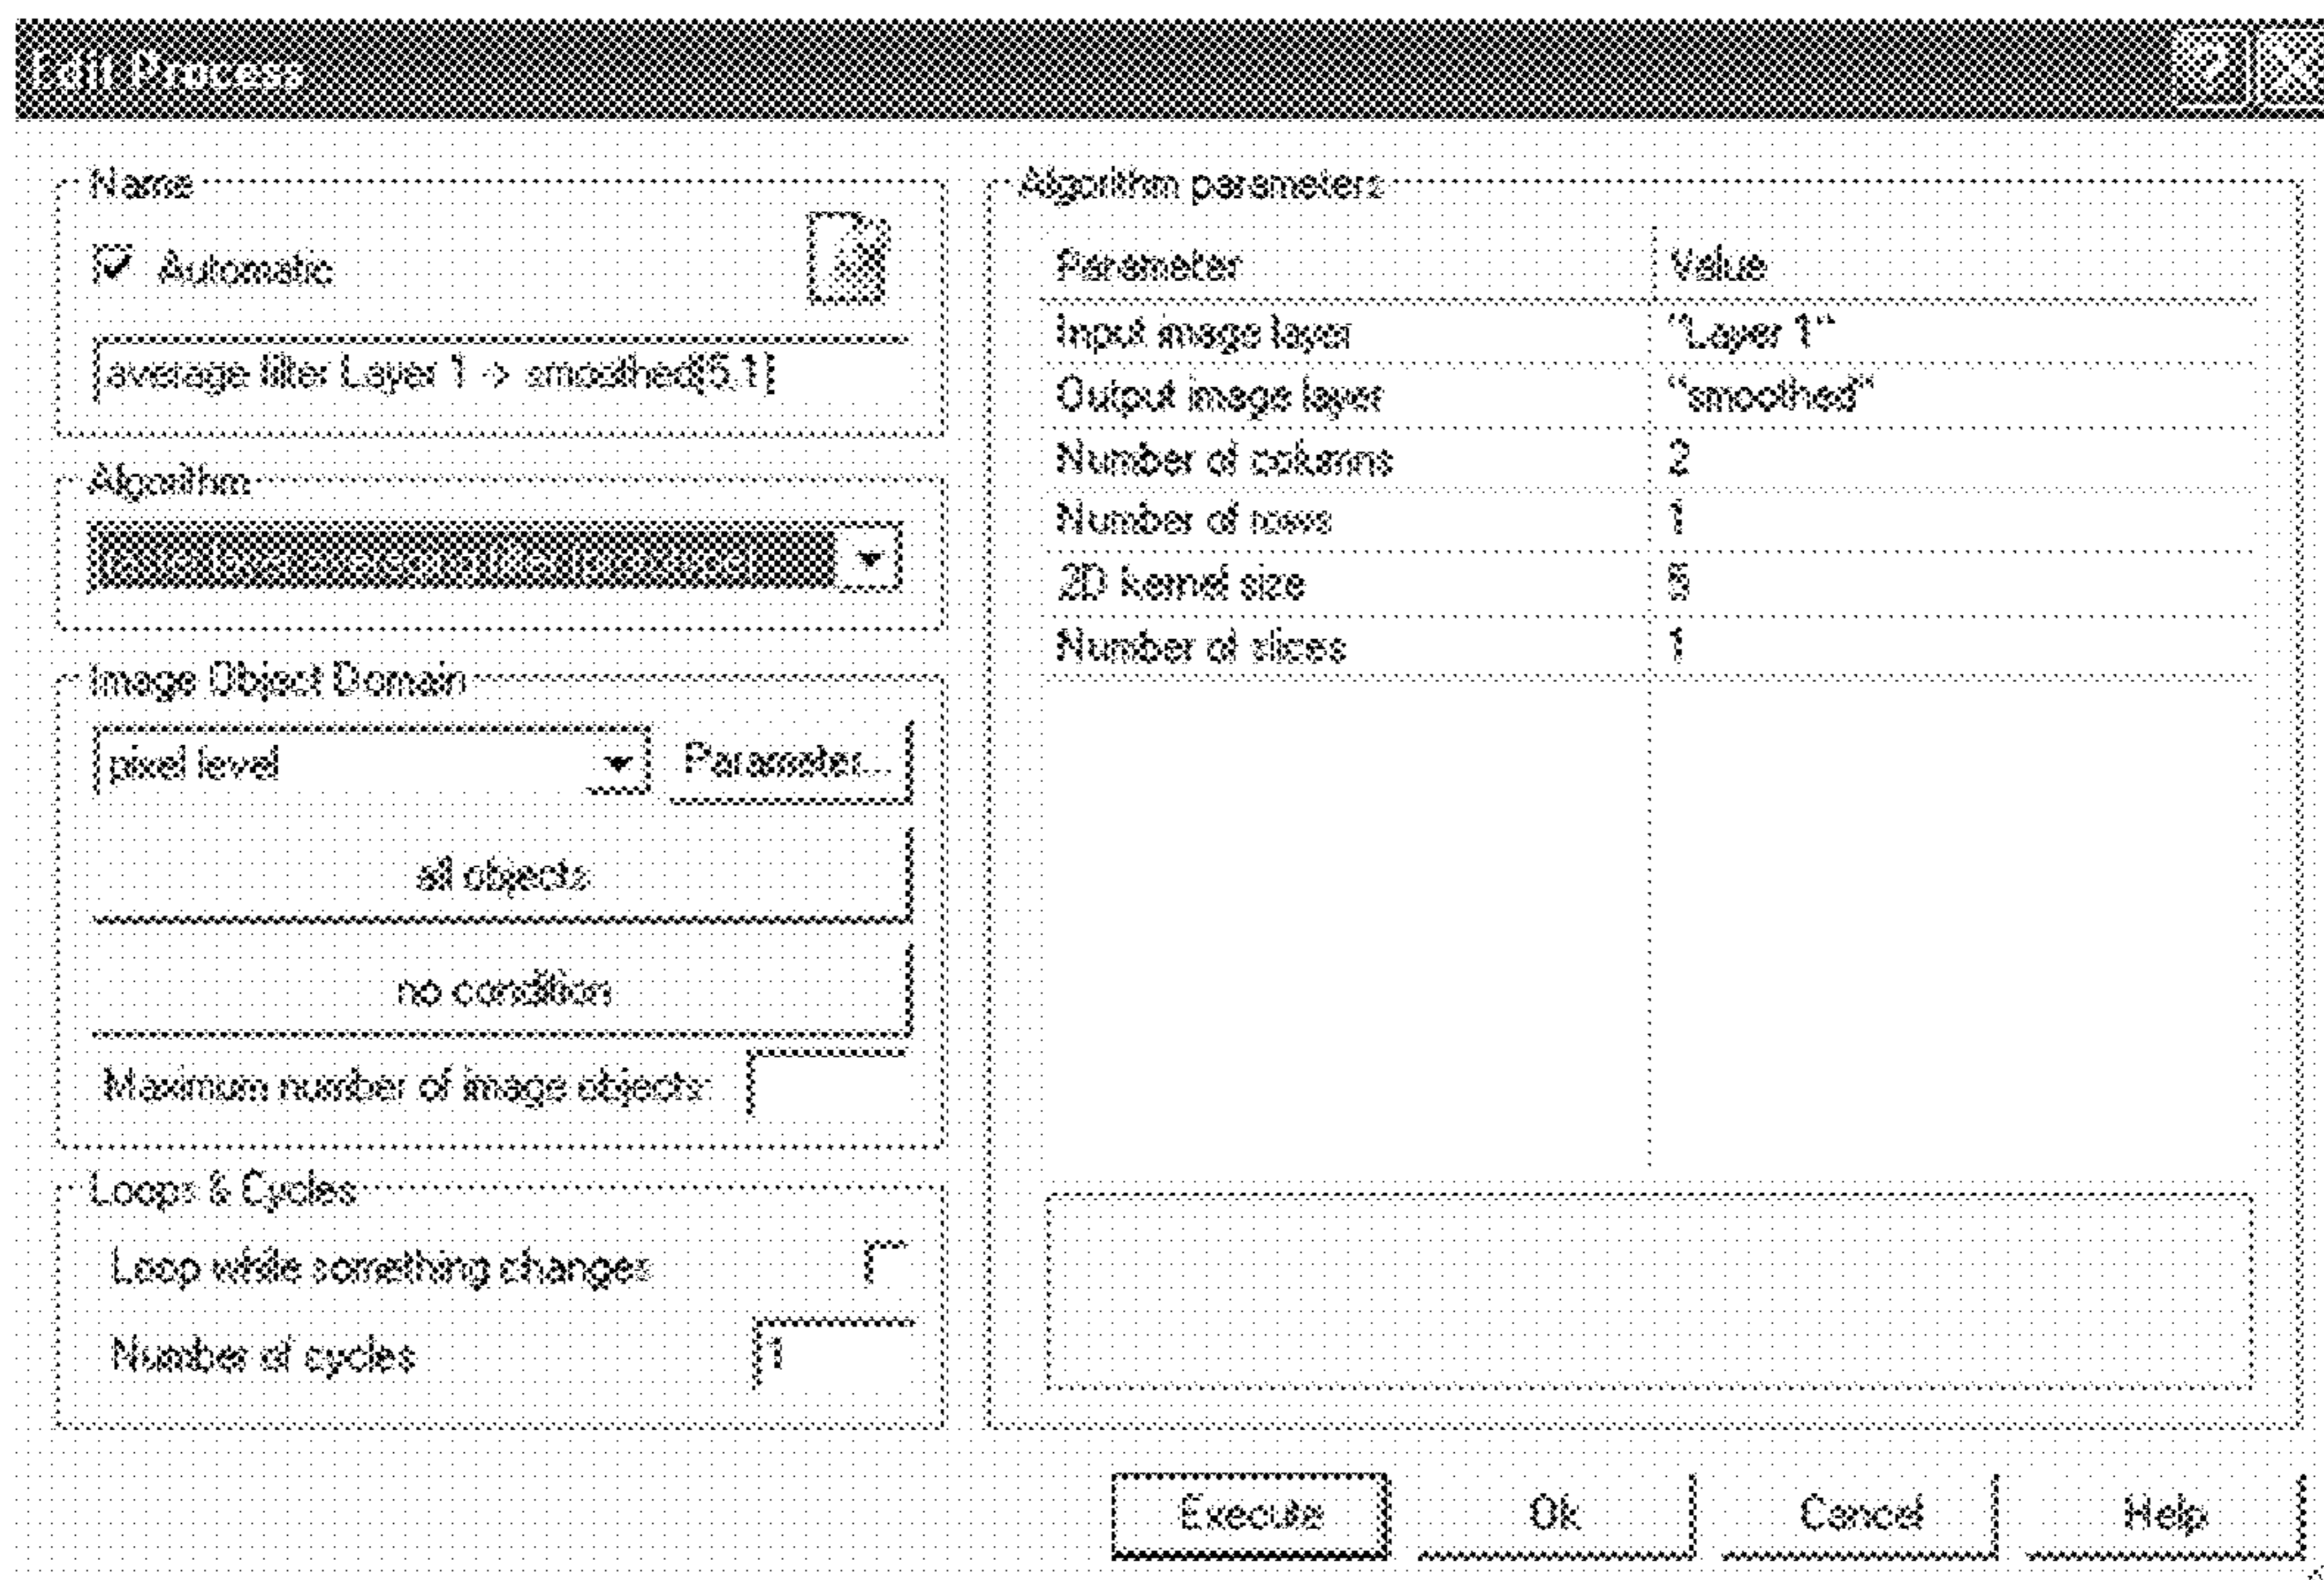 Edit Process
Name
Automatic
average filter Layer 1 -> smoothed[5,1]
Algorithm
Image Object Domain
pixel level
Parameter...
all objects
no condition
Maximum number of image objects:
Loops & Cycles
Loop while something changes
Number of cycles
1
Algorithm parameters
Parameter Value
Input image layer "Layer 1"
Output image layer "smoothed"
Number of columns 2
Number of rows 1
2D kernel size 5
Number of slices 1
Execute Ok Cancel Help